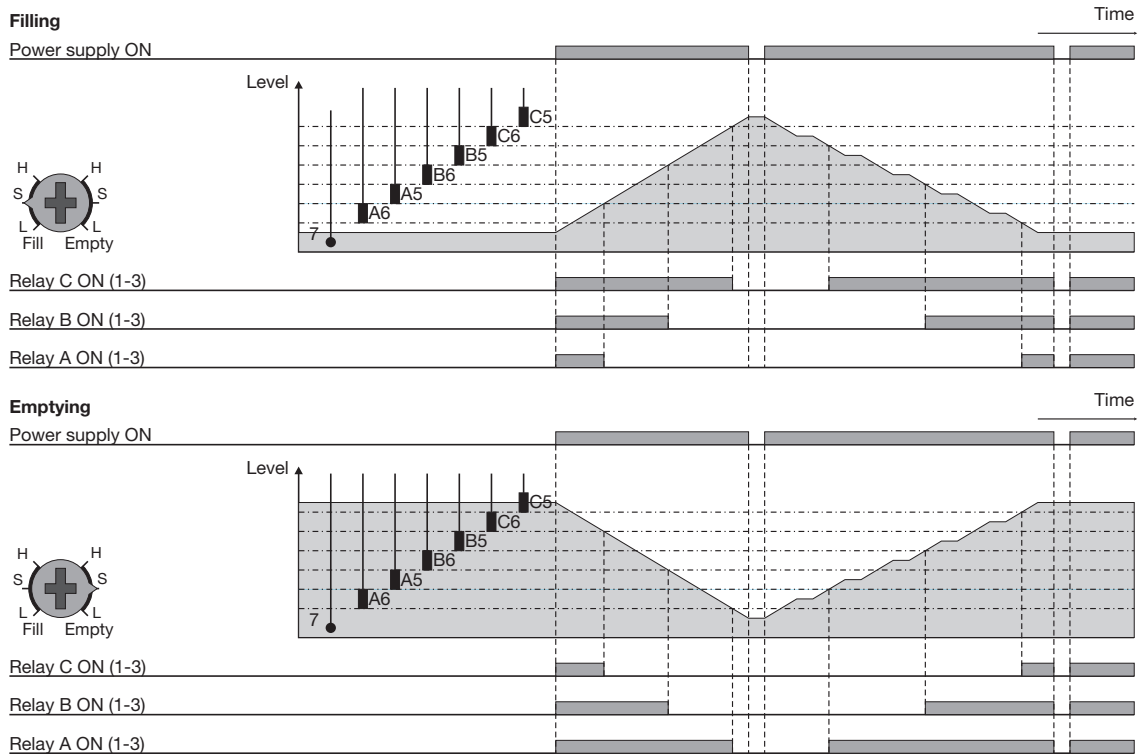 Filling
Time
Power supply ON
Level
C5
C6
B5
B6
A5
A6
7
H H
S S
L L
Fill Empty
Relay C ON (1-3)
Relay B ON (1-3)
Relay A ON (1-3)
Emptying
Time
Power supply ON
Level
C5
C6
B5
B6
A5
A6
7
H H
S S
L L
Fill Empty
Relay C ON (1-3)
Relay B ON (1-3)
Relay A ON (1-3)